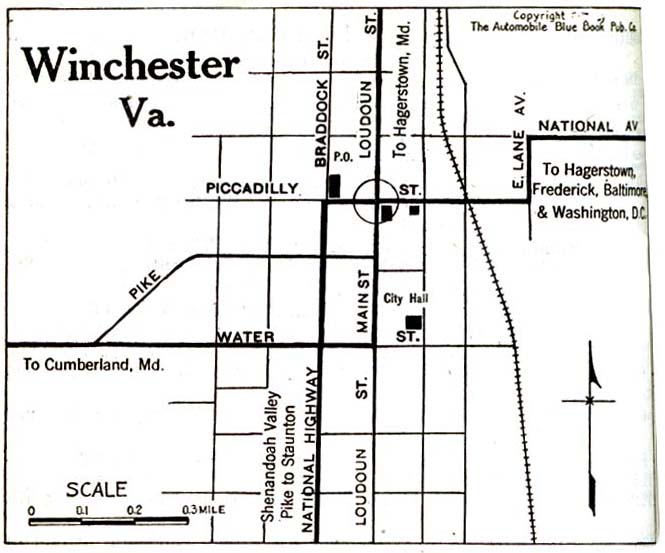 Winchester
Va.
Copyright
The Automobile Blue Book Pub. Co.
BRADDOCK ST.
LOUDOUN ST.
To Hagerstown, Md.
E. LANE AV.
NATIONAL AV
To Hagerstown,
Frederick, Baltimore,
& Washington, D.C.
P.O.
PICCADILLY ST.
PIKE
MAIN ST
City Hall
WATER ST.
To Cumberland, Md.
Shenandoah Valley
Pike to Staunton
NATIONAL HIGHWAY
LOUDOUN ST.
SCALE
0 0.1 0.2 0.3 MILE